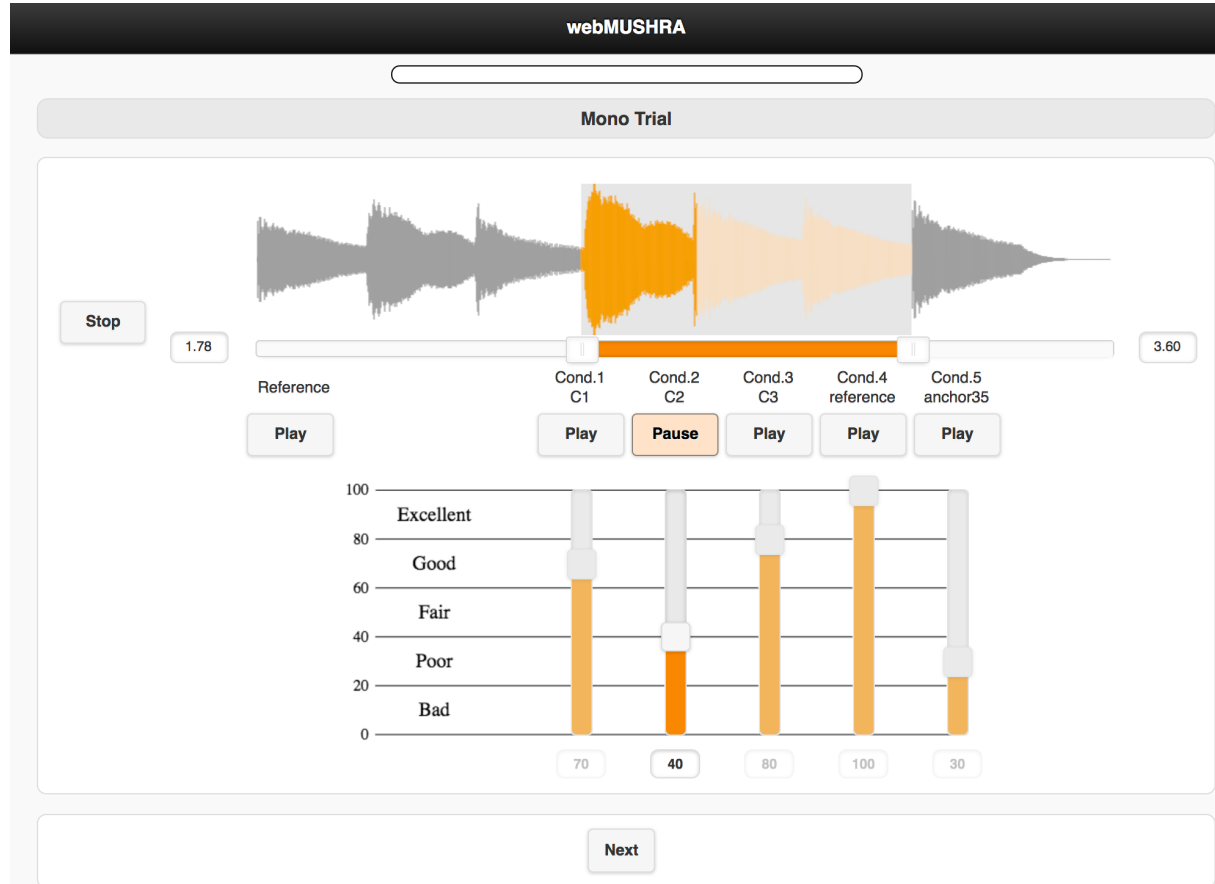 webMUSHRA
Mono Trial
Stop
1.78
3.60
Reference
Cond.1 Cond.2 Cond.3 Cond.4 Cond.5
C1 C2 C3 reference anchor35
Play Play Pause Play Play Play
100
Excellent
80
Good
60
Fair
40
Poor
20
Bad
0
70 40 80 100 30
Next